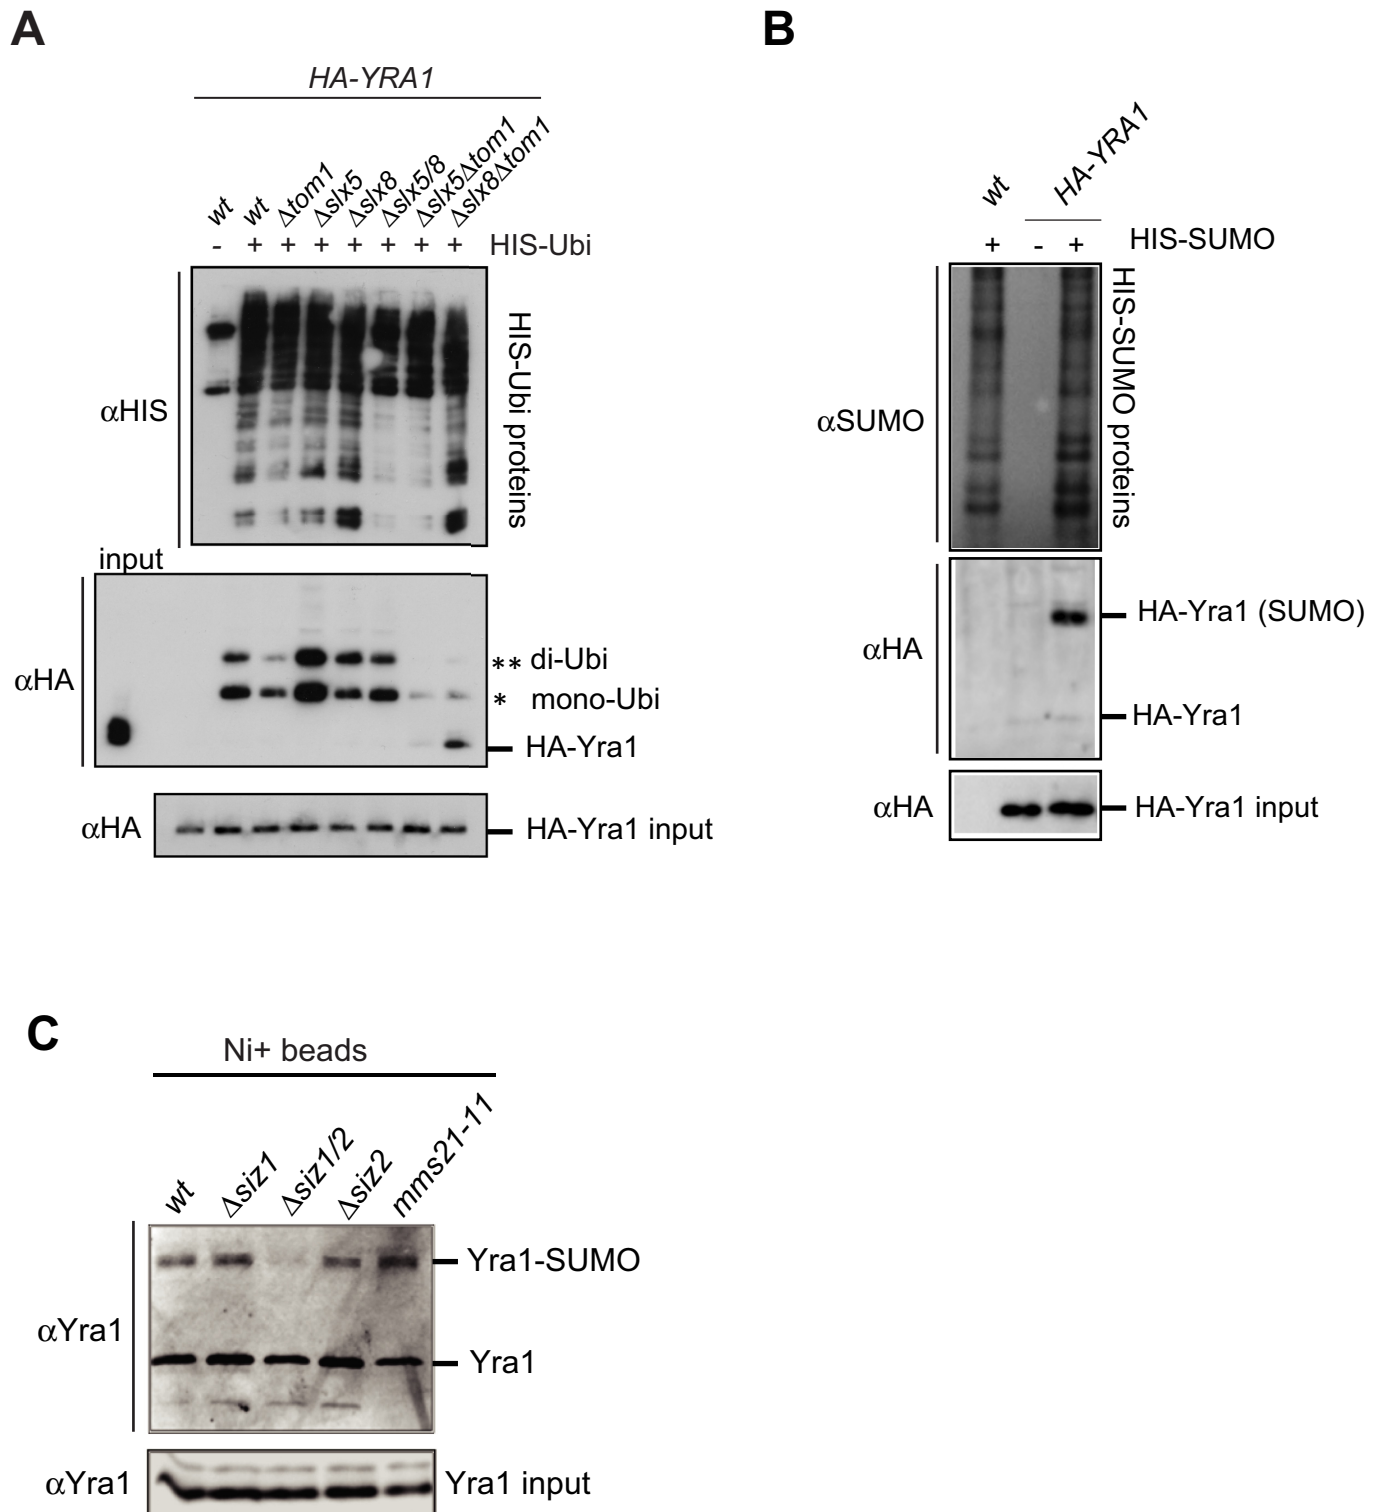 A
HA-YRA1
wt wt Δtom1 Δslx5 Δslx8 Δslx5/8 Δslx5Δtom1 Δslx8Δtom1
- + + + + + + + HIS-Ubi
αHIS
HIS-Ubi proteins
input
αHA
** di-Ubi
* mono-Ubi
HA-Yra1
αHA
HA-Yra1 input
B
wt HA-YRA1
+ - + HIS-SUMO
αSUMO
HIS-SUMO proteins
αHA
HA-Yra1 (SUMO)
HA-Yra1
αHA
HA-Yra1 input
C
Ni+ beads
wt Δsiz1 Δsiz1/2 Δsiz2 mms21-11
αYra1
Yra1-SUMO
Yra1
αYra1
Yra1 input